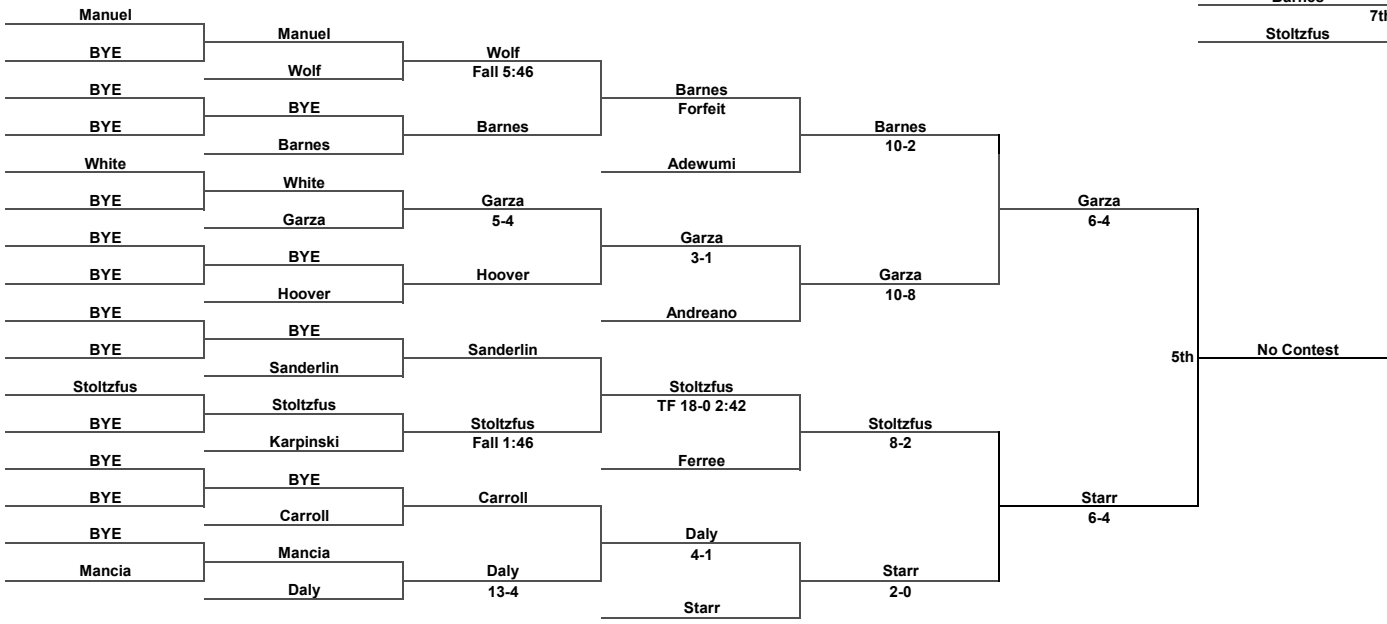 Manuel
BYE
BYE
BYE
White
BYE
BYE
BYE
BYE
BYE
Stoltzfus
BYE
BYE
BYE
BYE
Mancia
Manuel
Wolf
BYE
Barnes
White
Garza
BYE
Hoover
BYE
Sanderlin
Stoltzfus
Karpinski
BYE
Carroll
Mancia
Daly
Wolf
Fall 5:46
Barnes
Garza
5-4
Hoover
Sanderlin
Stoltzfus
Fall 1:46
Carroll
Daly
13-4
Barnes
Forfeit
Adewumi
Garza
3-1
Andreano
Stoltzfus
TF 18-0 2:42
Ferree
Daly
4-1
Starr
Barnes
10-2
Garza
10-8
Stoltzfus
8-2
Starr
2-0
Garza
6-4
Starr
6-4
5th
Barnes
7th
Stoltzfus
No Contest